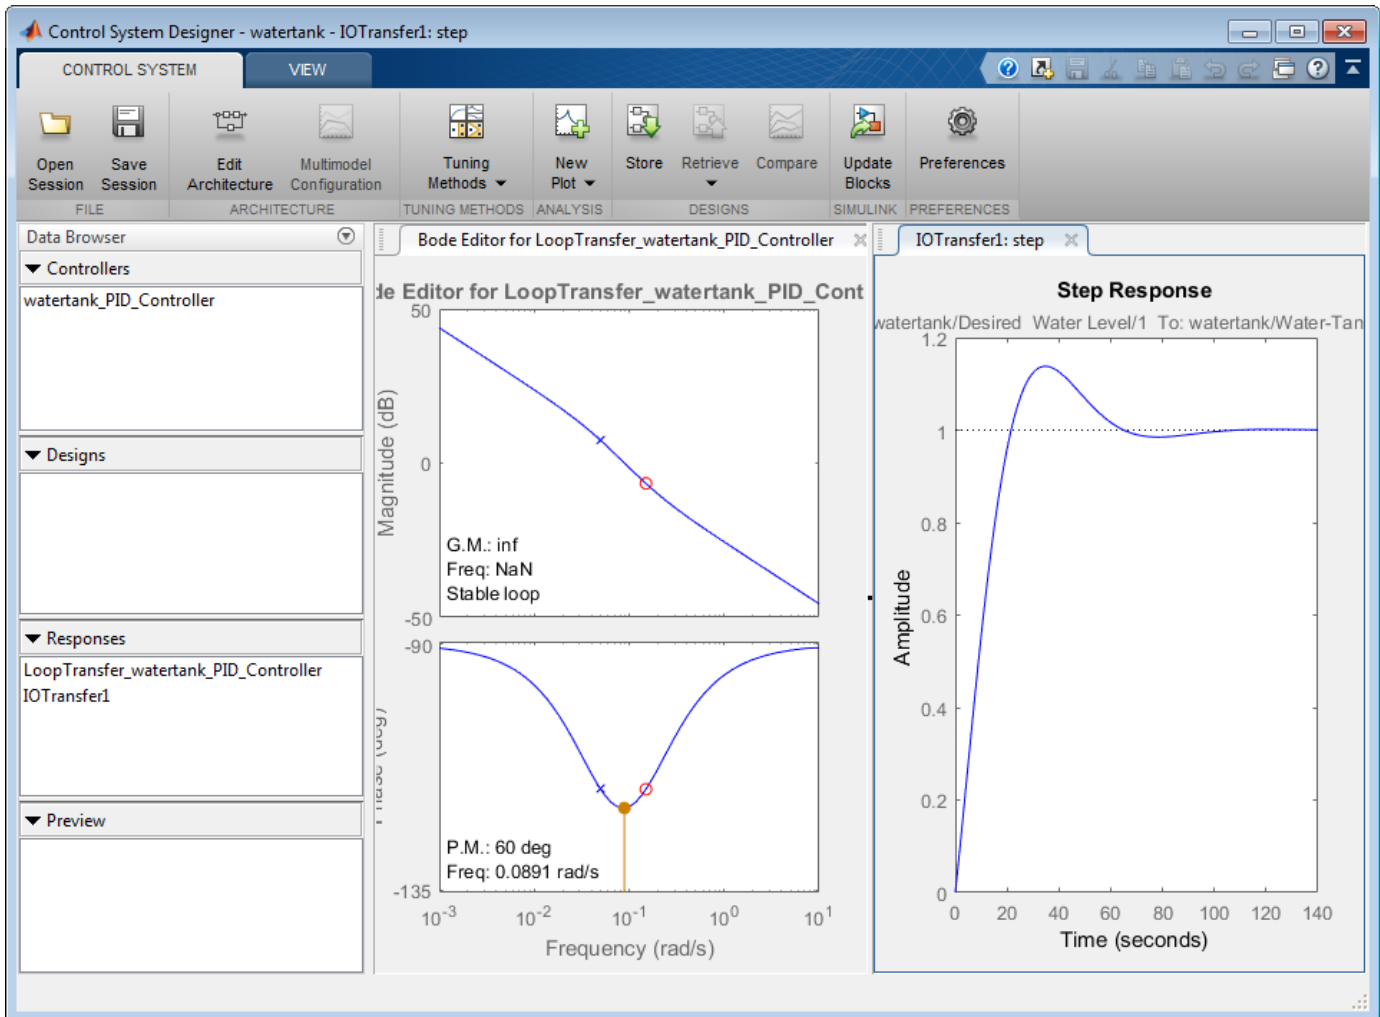 Control System Designer - watertank - IOTransfer1: step
CONTROL SYSTEM
VIEW
Open Session
Save Session
Edit Architecture
Multimodel Configuration
Tuning Methods
New Plot
Store
Retrieve
Compare
Update Blocks
Preferences
FILE
ARCHITECTURE
TUNING METHODS
ANALYSIS
DESIGNS
SIMULINK
PREFERENCES
Data Browser
Controllers
watertank_PID_Controller
Designs
Responses
LoopTransfer_watertank_PID_Controller
IOTransfer1
Preview
Bode Editor for LoopTransfer_watertank_PID_Controller
de Editor for LoopTransfer_watertank_PID_Cont
50
0
-50
Magnitude (dB)
G.M.: inf
Freq: NaN
Stable loop
-90
-135
Phase (deg)
P.M.: 60 deg
Freq: 0.0891 rad/s
10^-3 10^-2 10^-1 10^0 10^1
Frequency (rad/s)
IOTransfer1: step
Step Response
watertank/Desired Water Level/1 To: watertank/Water-Tan
1.2
1
0.8
0.6
0.4
0.2
0
Amplitude
0 20 40 60 80 100 120 140
Time (seconds)